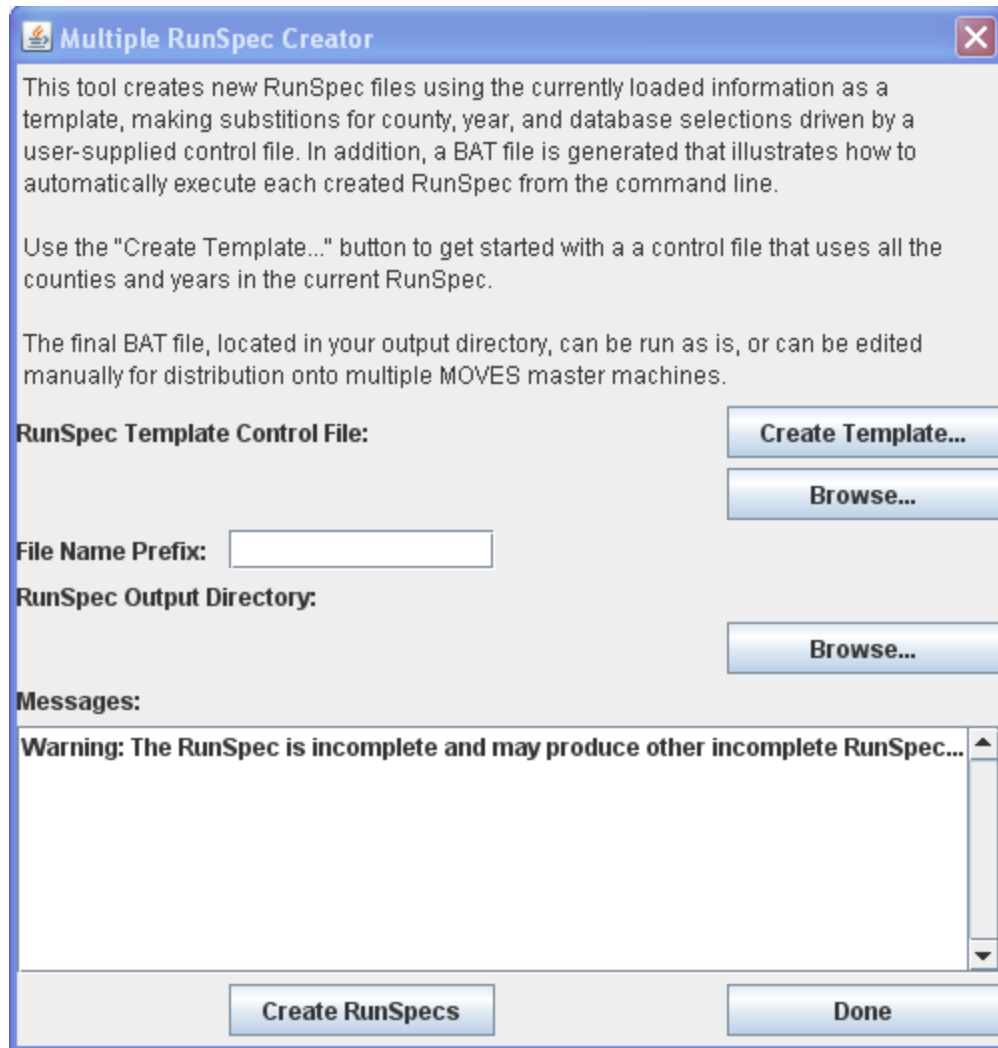 Multiple RunSpec Creator
This tool creates new RunSpec files using the currently loaded information as a
template, making substitions for county, year, and database selections driven by a
user-supplied control file. In addition, a BAT file is generated that illustrates how to
automatically execute each created RunSpec from the command line.
Use the "Create Template..." button to get started with a a control file that uses all the
counties and years in the current RunSpec.
The final BAT file, located in your output directory, can be run as is, or can be edited
manually for distribution onto multiple MOVES master machines.
RunSpec Template Control File:
Create Template...
Browse...
File Name Prefix:
RunSpec Output Directory:
Browse...
Messages:
Warning: The RunSpec is incomplete and may produce other incomplete RunSpec...
Create RunSpecs
Done